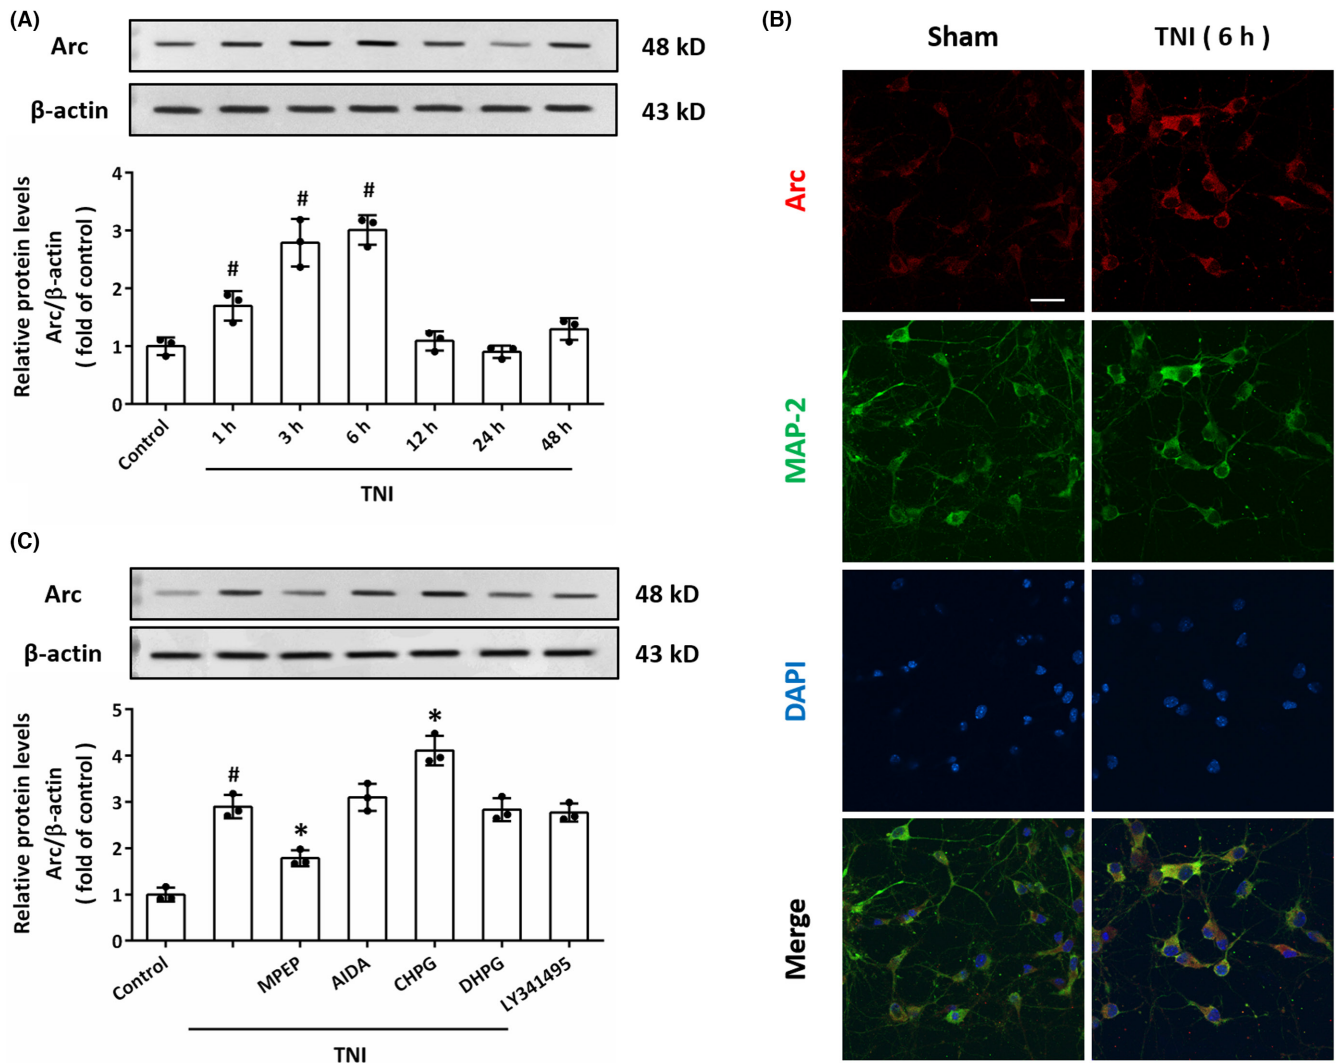 (A)
Arc
48 kD
β-actin
43 kD
Relative protein levels
Arc/β-actin
( fold of control )
4
3
2
1
0
#
#
#
Control
1 h
3 h
6 h
12 h
24 h
48 h
TNI
(B)
Sham
TNI ( 6 h )
Arc
MAP-2
DAPI
Merge
(C)
Arc
48 kD
β-actin
43 kD
Relative protein levels
Arc/β-actin
( fold of control )
5
4
3
2
1
0
#
*
*
Control
MPEP
AIDA
CHPG
DHPG
LY341495
TNI